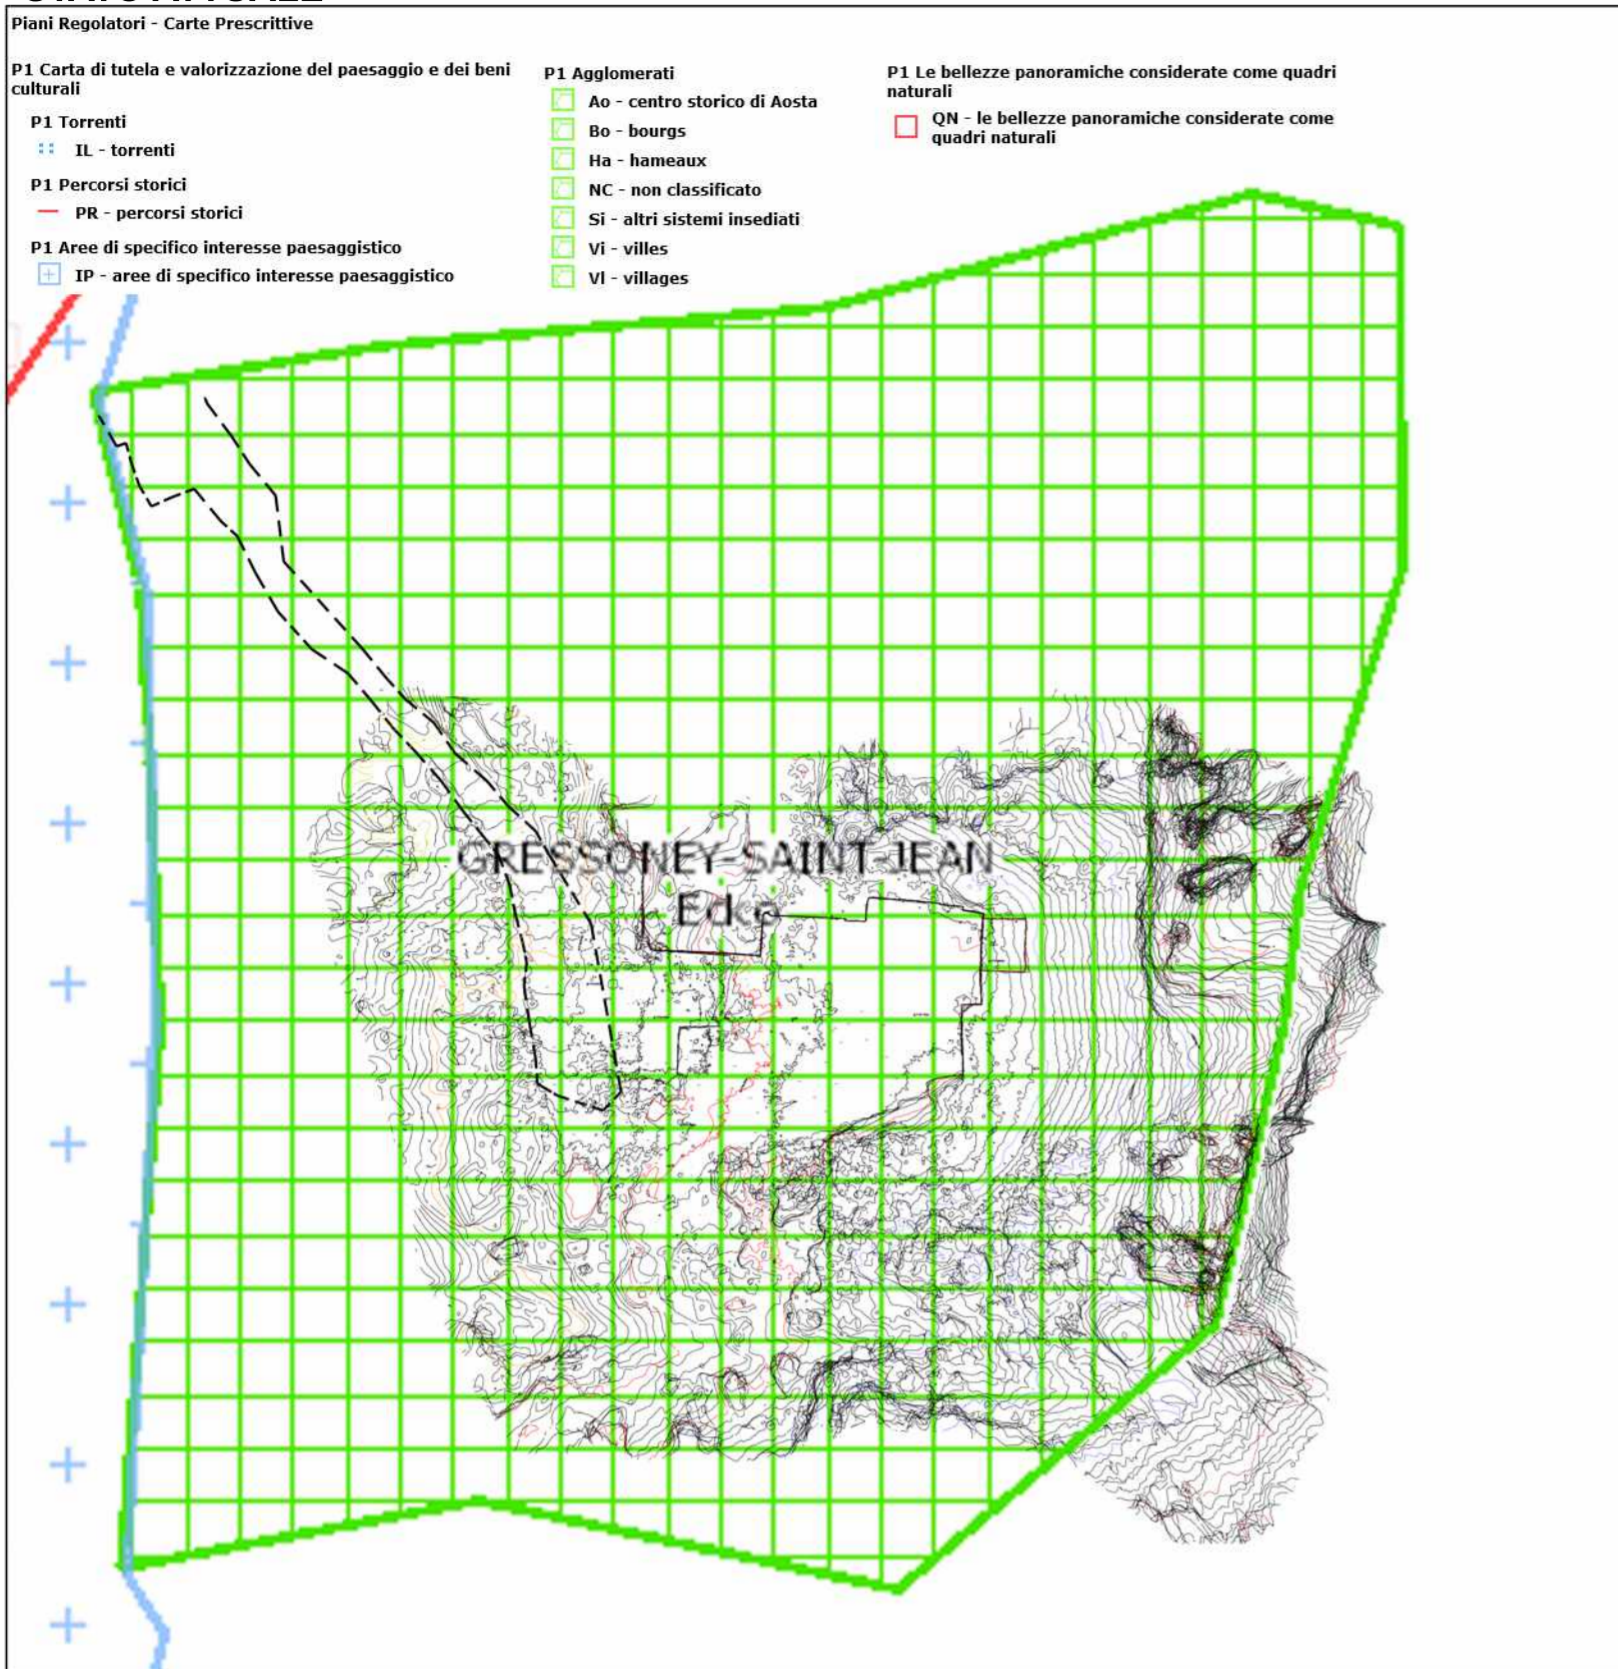 Piani Regolatori - Carte Prescrittive
P1 Carta di tutela e valorizzazione del paesaggio e dei beni
culturali
P1 Torrenti
IL - torrenti
P1 Percorsi storici
PR - percorsi storici
P1 Aree di specifico interesse paesaggistico
IP - aree di specifico interesse paesaggistico
P1 Agglomerati
Ao - centro storico di Aosta
Bo - bourgs
Ha - hameaux
NC - non classificato
Si - altri sistemi insediati
Vi - villes
Vl - villages
P1 Le bellezze panoramiche considerate come quadri
naturali
QN - le bellezze panoramiche considerate come
quadri naturali
GRESSONEY-SAINT-JEAN